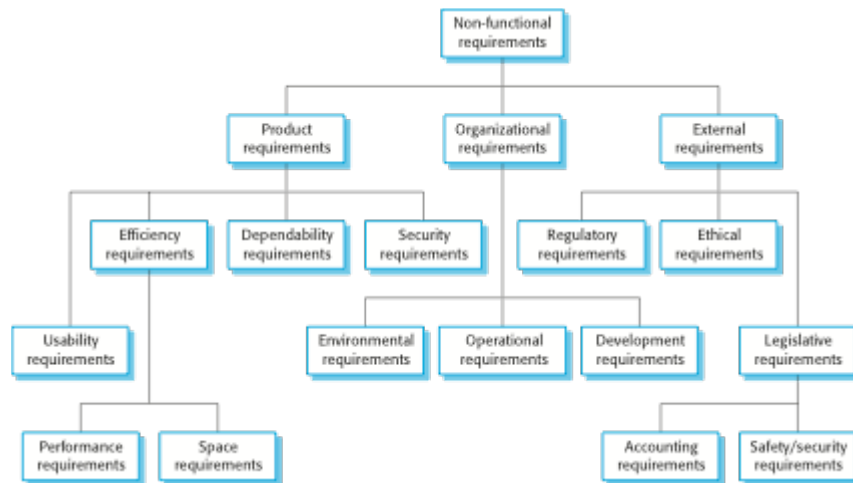 Non-functional
requirements
Product
requirements
Organizational
requirements
External
requirements
Efficiency
requirements
Dependability
requirements
Security
requirements
Regulatory
requirements
Ethical
requirements
Usability
requirements
Environmental
requirements
Operational
requirements
Development
requirements
Legislative
requirements
Performance
requirements
Space
requirements
Accounting
requirements
Safety/security
requirements